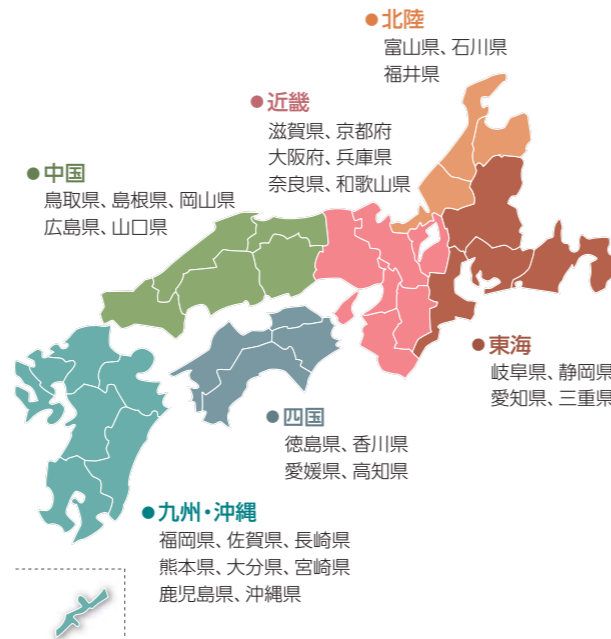 ●北陸
富山県、石川県
福井県
●近畿
滋賀県、京都府
大阪府、兵庫県
奈良県、和歌山県
●中国
鳥取県、島根県、岡山県
広島県、山口県
●東海
岐阜県、静岡県
愛知県、三重県
●四国
徳島県、香川県
愛媛県、高知県
●九州・沖縄
福岡県、佐賀県、長崎県
熊本県、大分県、宮崎県
鹿児島県、沖縄県